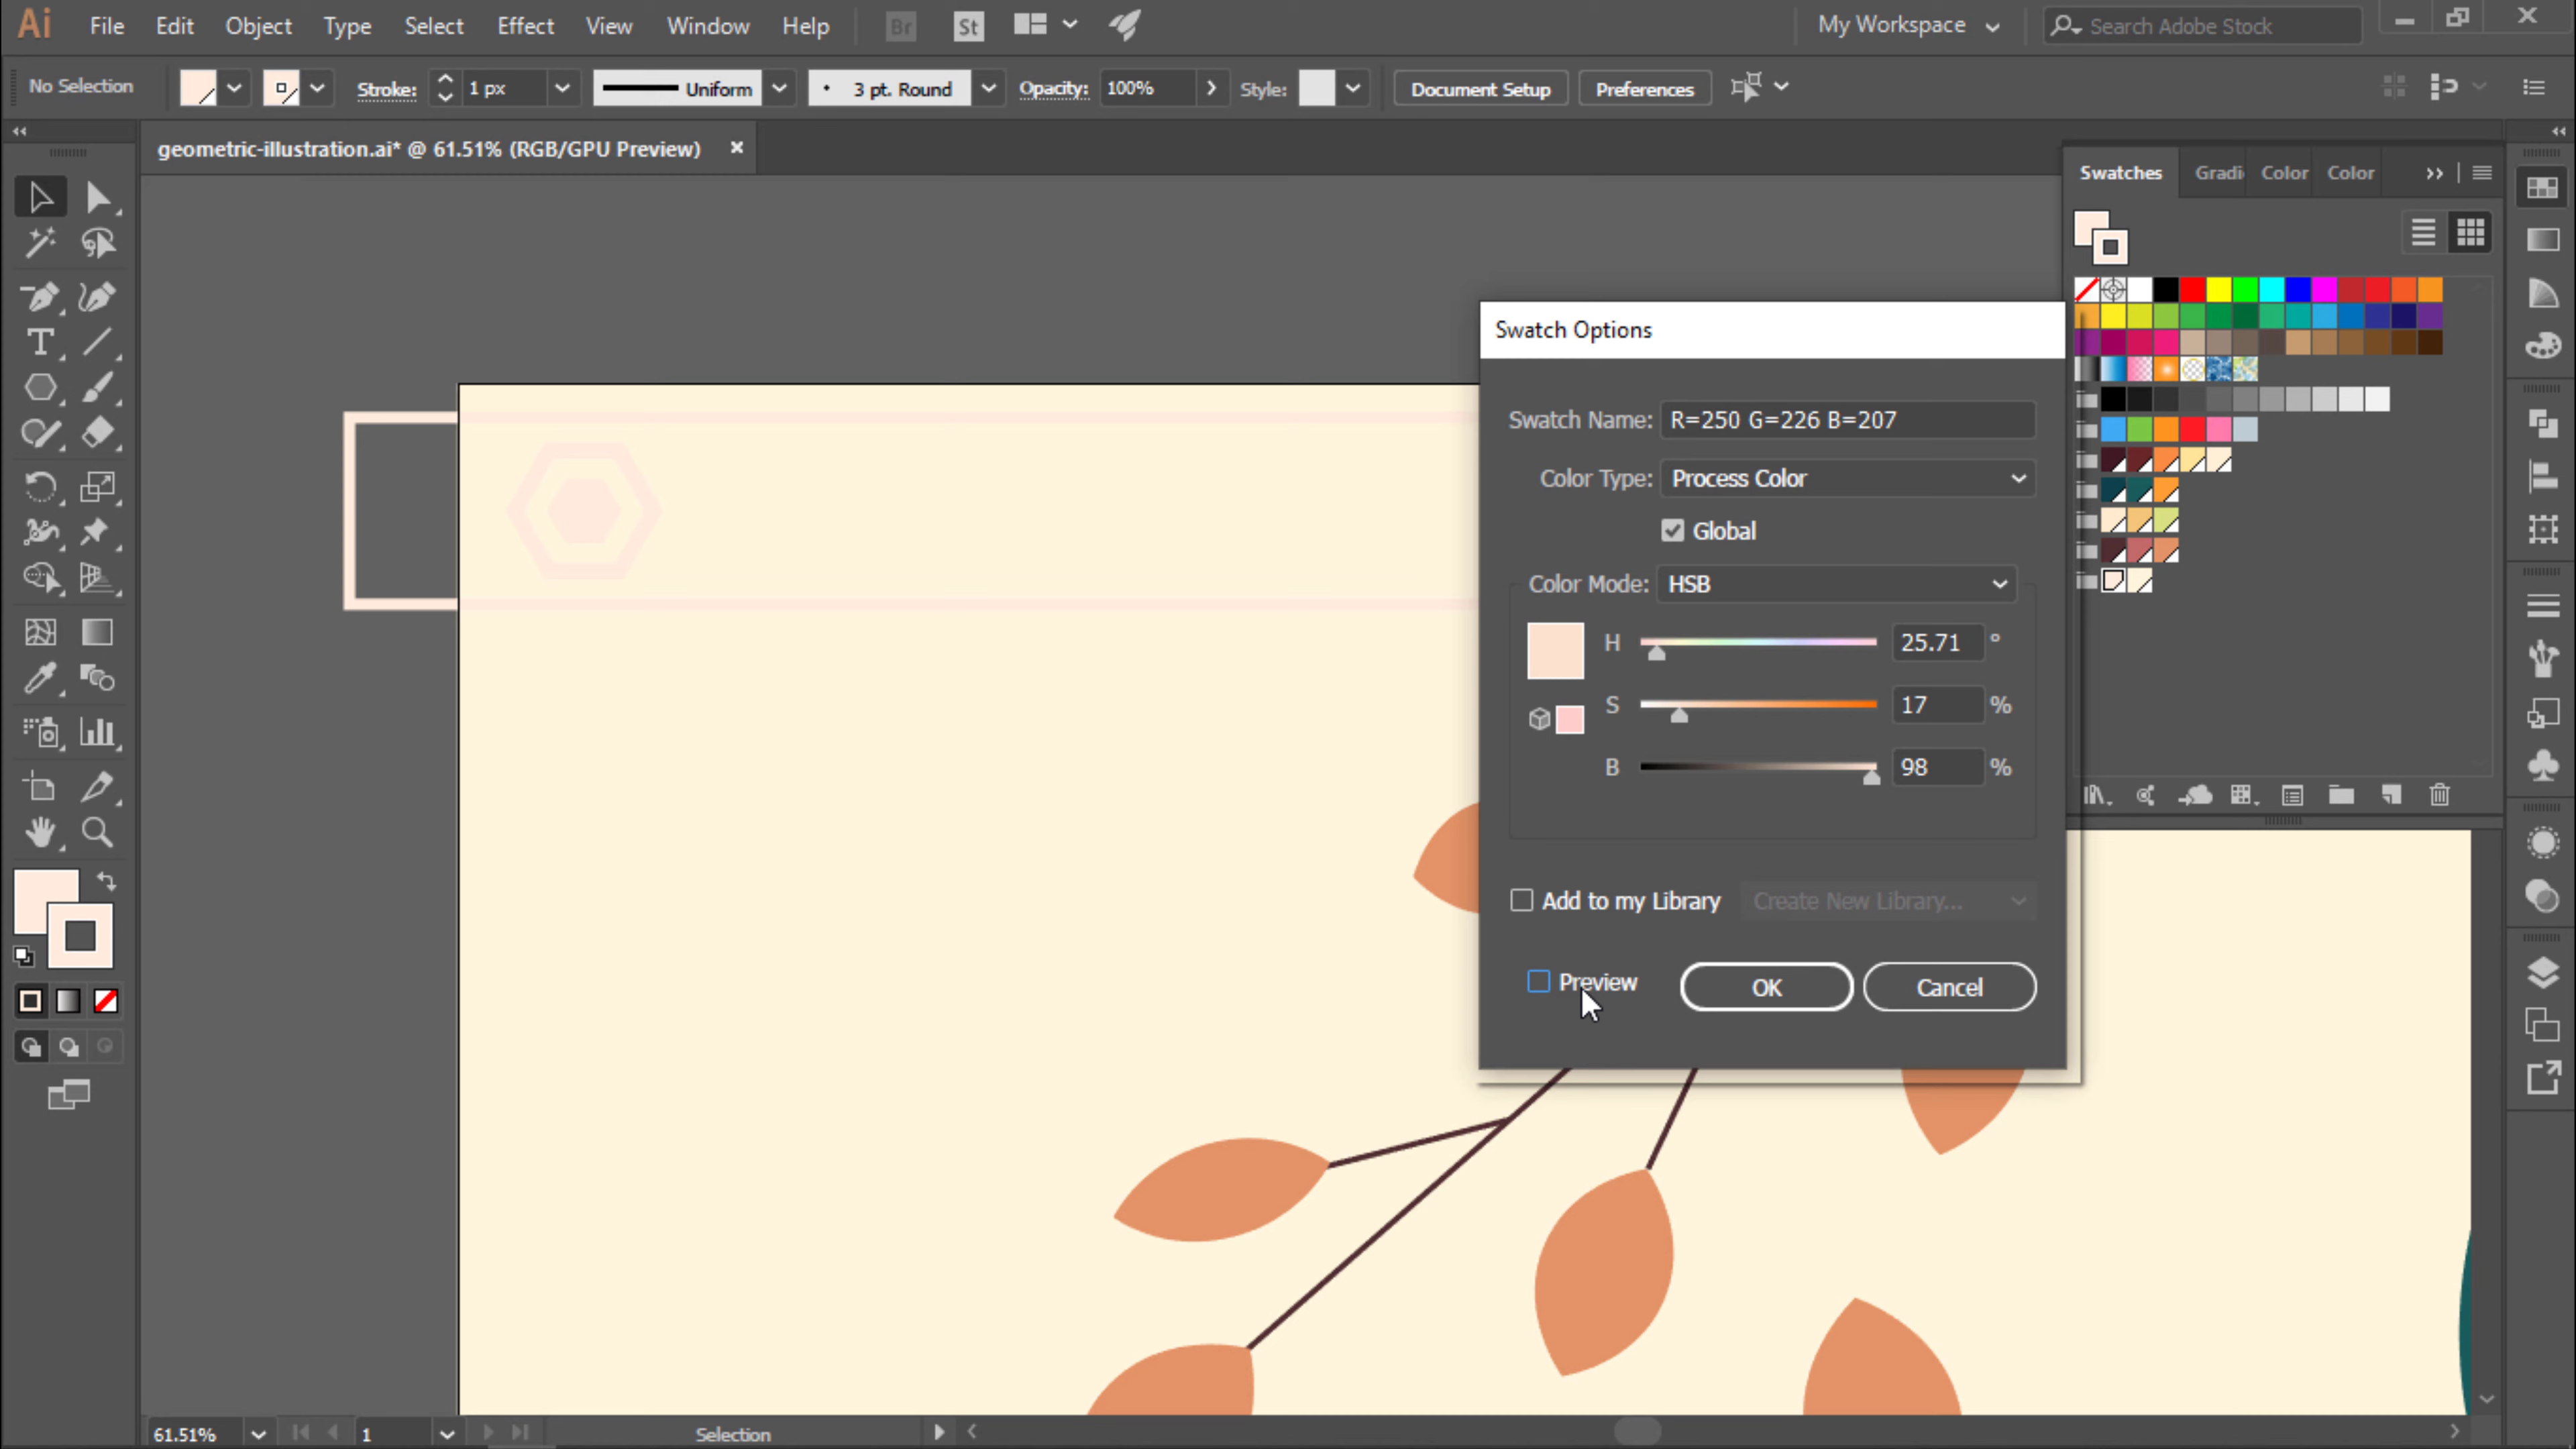 Ai File Edit Object Type Select Effect View Window Help Br St My Workspace Search Adobe Stock
No Selection Stroke: 1 px Uniform 3 pt. Round Opacity: 100% Style: Document Setup Preferences
geometric-illustration.ai* @ 61.51% (RGB/GPU Preview)
Swatches Gradi Color Color
Swatch Options
Swatch Name: R=250 G=226 B=207
Color Type: Process Color
Global
Color Mode: HSB
H 25.71 °
S 17 %
B 98 %
Add to my Library Create New Library...
Preview OK Cancel
61.51% 1 Selection